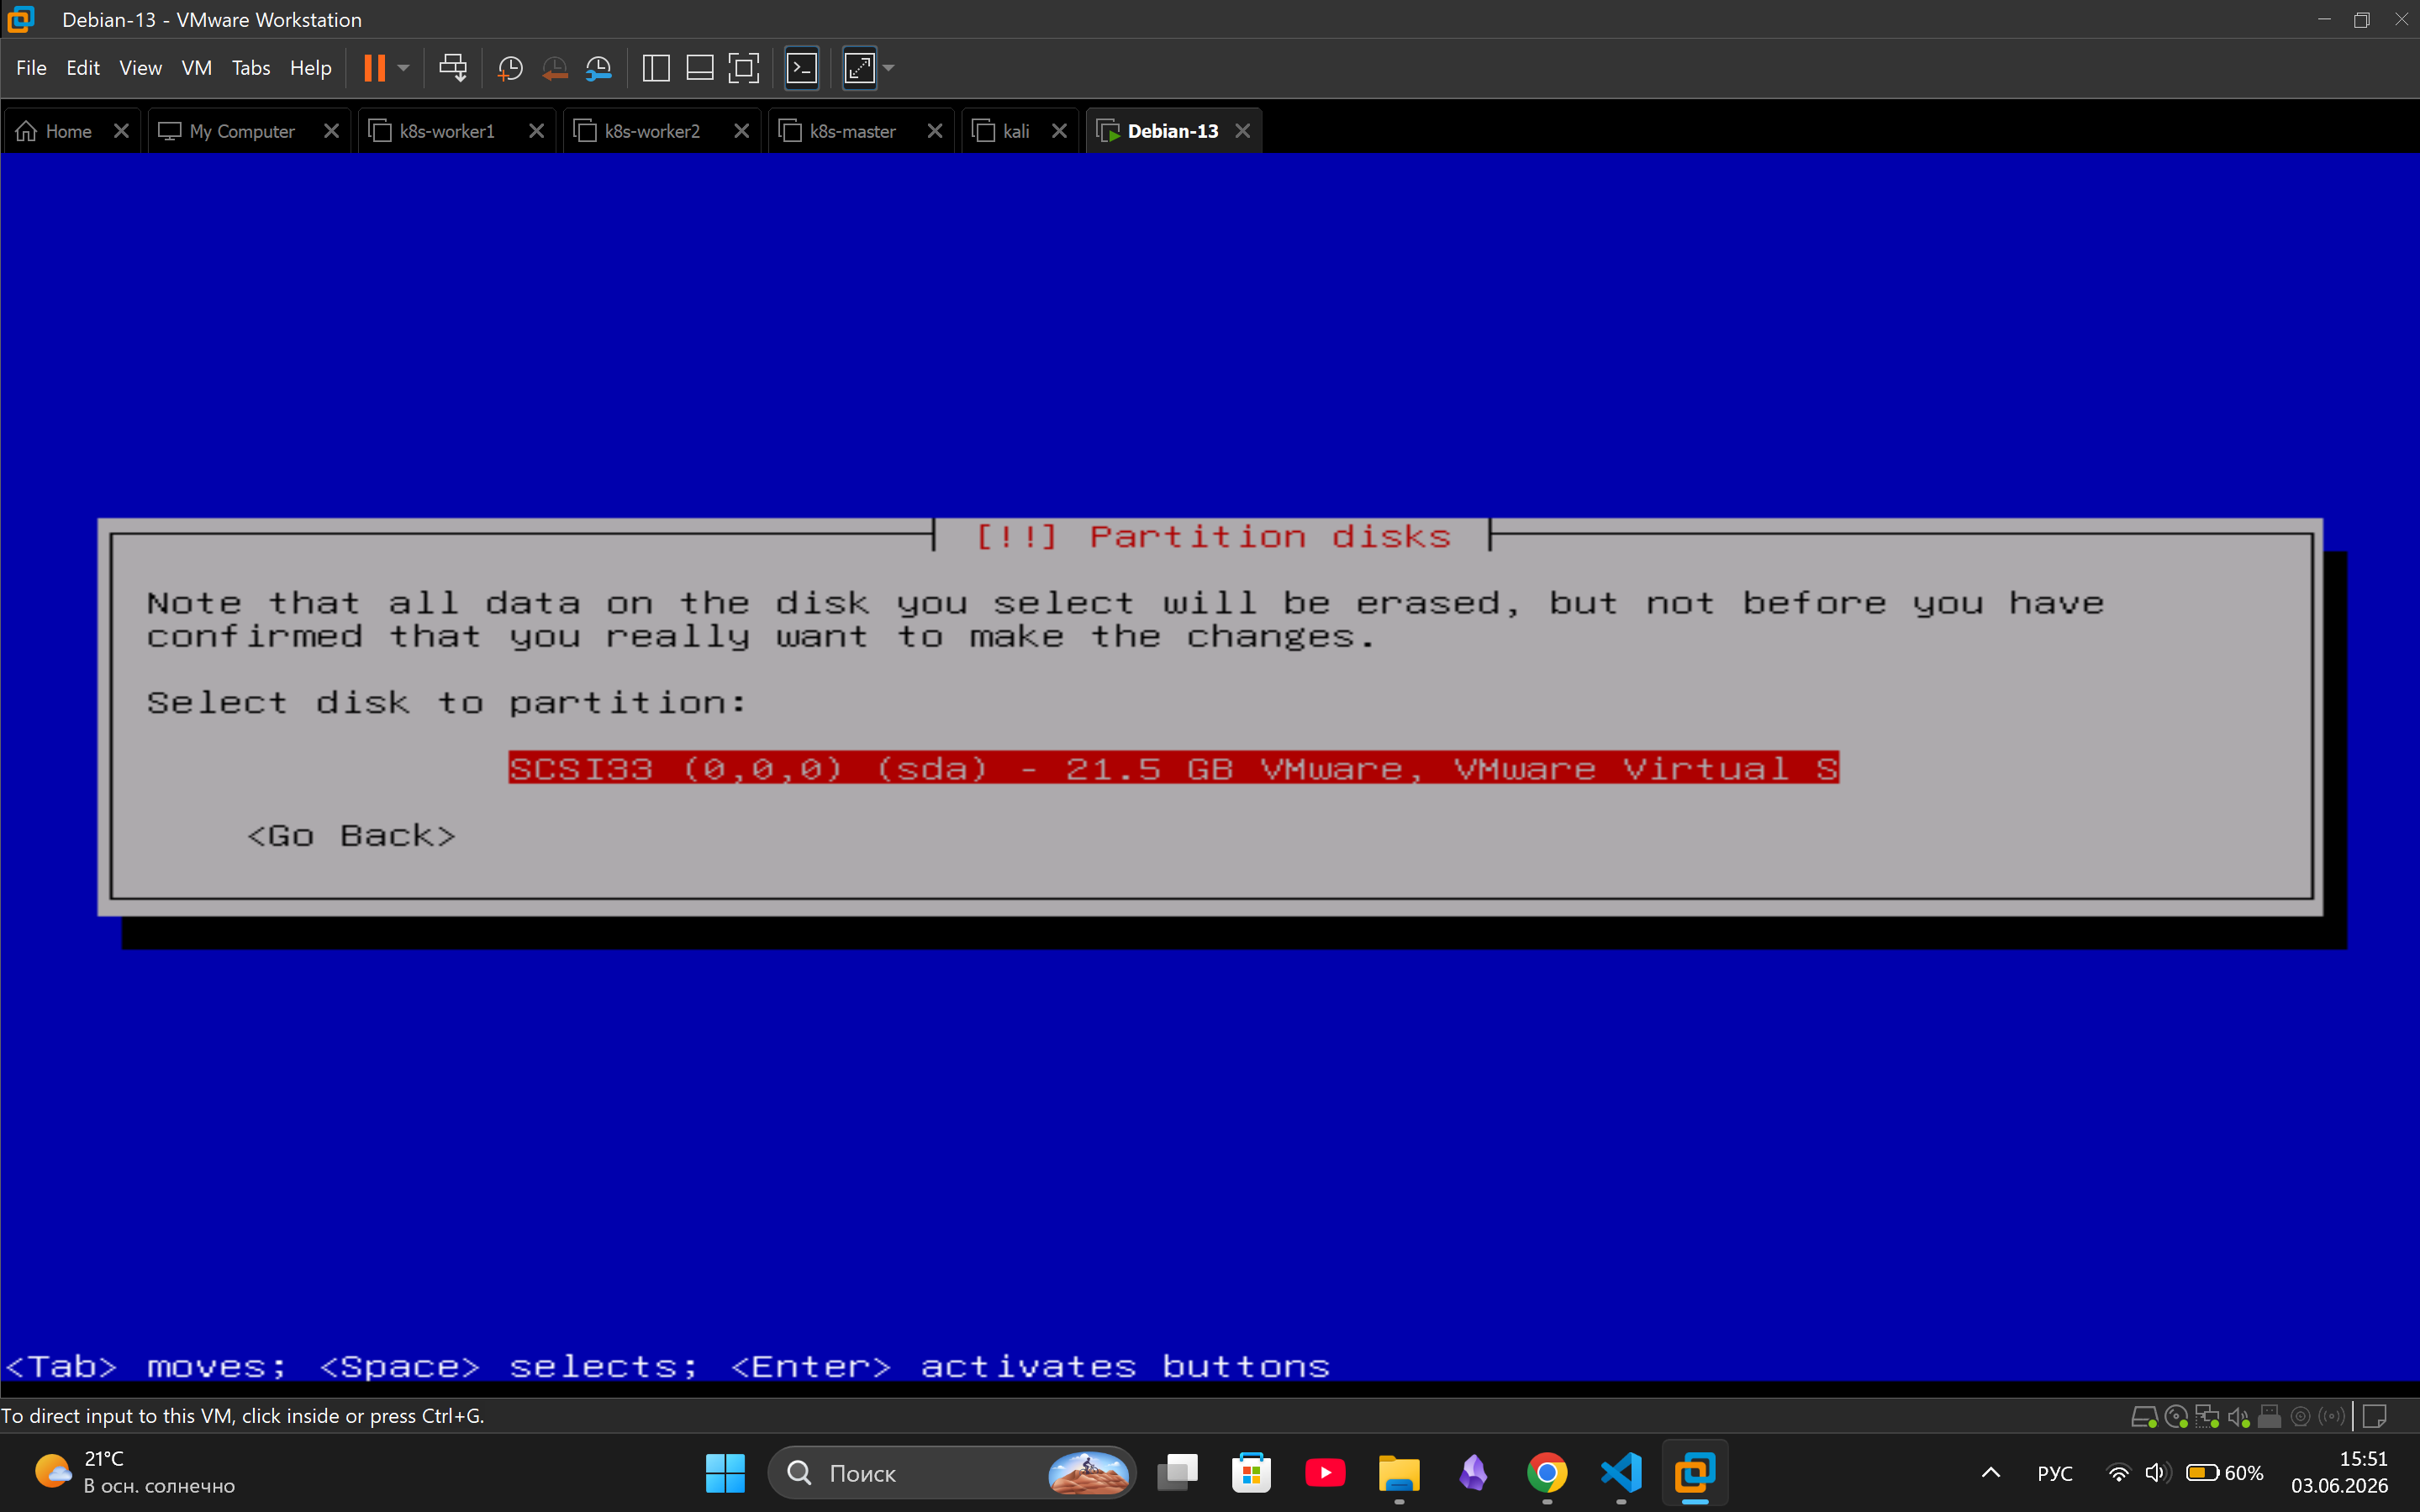 Debian-13 - VMware Workstation
File Edit View VM Tabs Help
Home My Computer k8s-worker1 k8s-worker2 k8s-master kali Debian-13
[!!] Partition disks
Note that all data on the disk you select will be erased, but not before you have
confirmed that you really want to make the changes.
Select disk to partition:
SCSI33 (0,0,0) (sda) - 21.5 GB VMware, VMware Virtual S
<Go Back>
<Tab> moves; <Space> selects; <Enter> activates buttons
To direct input to this VM, click inside or press Ctrl+G.
21°C
В осн. солнечно
Поиск
РУС
60%
15:51
03.06.2026